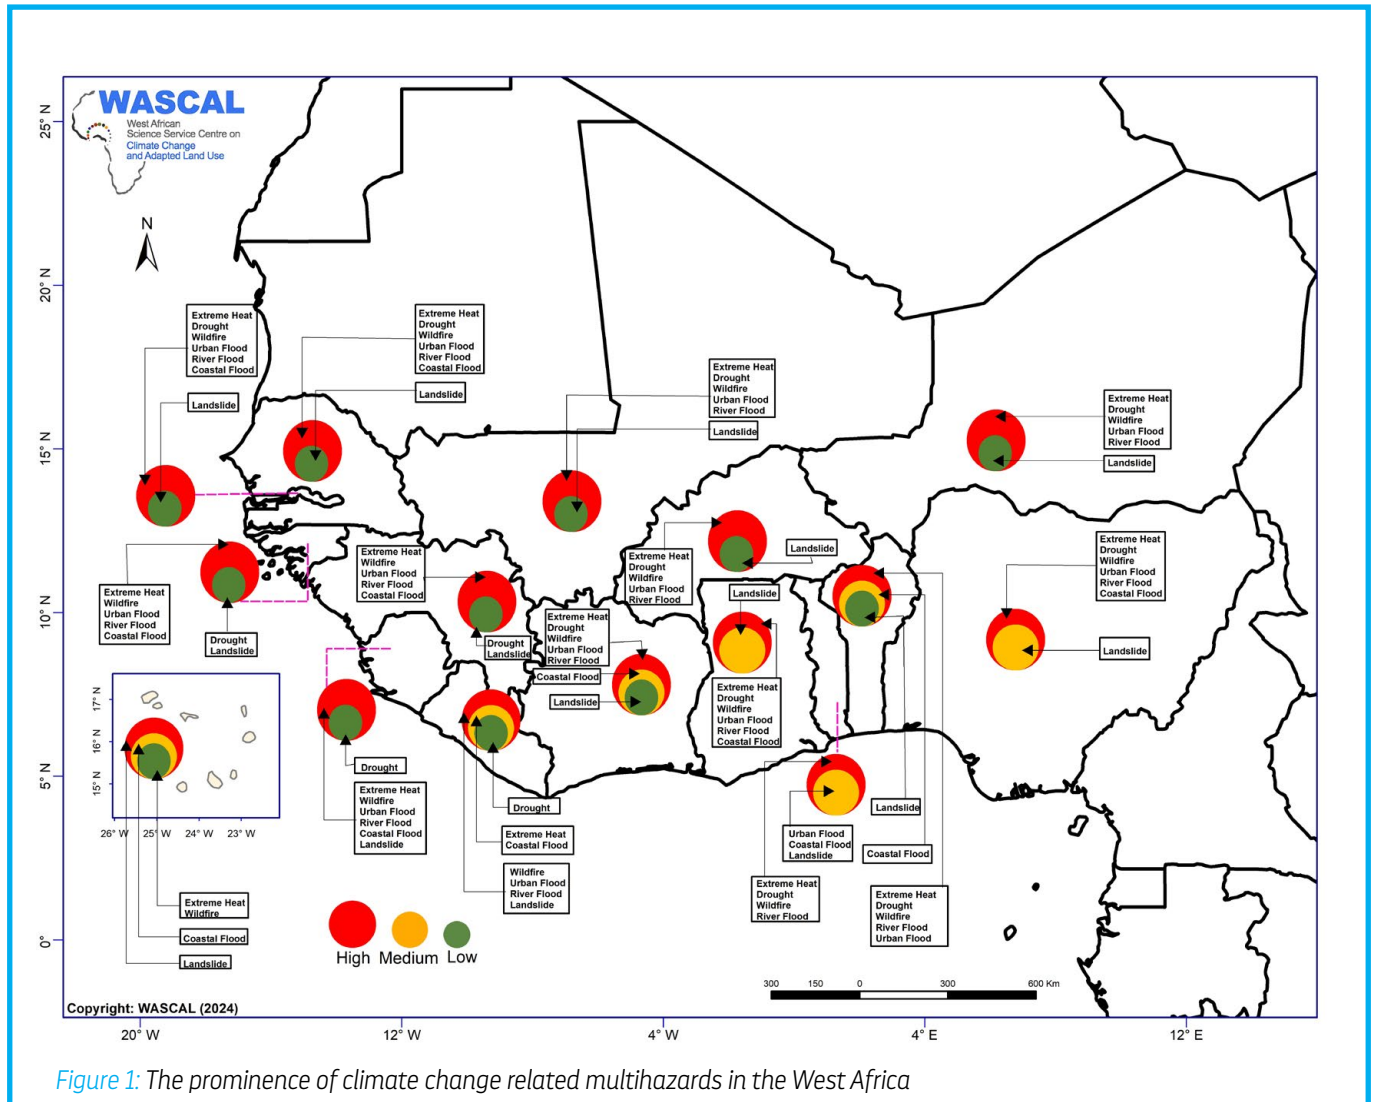 WASCAL
West African
Science Service Centre on
Climate Change
and Adapted Land Use
N
25° N
20° N
15° N
10° N
5° N
0°
Extreme Heat
Drought
Wildfire
Urban Flood
River Flood
Coastal Flood
Landslide
Extreme Heat
Drought
Wildfire
Urban Flood
River Flood
Coastal Flood
Landslide
Extreme Heat
Drought
Wildfire
Urban Flood
River Flood
Landslide
Extreme Heat
Drought
Wildfire
Urban Flood
River Flood
Landslide
Extreme Heat
Wildfire
Urban Flood
River Flood
Coastal Flood
Drought
Landslide
Extreme Heat
Wildfire
Urban Flood
River Flood
Coastal Flood
Drought
Landslide
Extreme Heat
Drought
Wildfire
Urban Flood
River Flood
Landslide
Extreme Heat
Drought
Wildfire
Urban Flood
River Flood
Coastal Flood
Landslide
Extreme Heat
Drought
Wildfire
Urban Flood
River Flood
Coastal Flood
Landslide
Landslide
Extreme Heat
Drought
Wildfire
Urban Flood
River Flood
Coastal Flood
17° N
16° N
15° N
26° W 25° W 24° W 23° W
Extreme Heat
Wildfire
Coastal Flood
Landslide
Drought
Extreme Heat
Wildfire
Urban Flood
River Flood
Coastal Flood
Landslide
Drought
Extreme Heat
Coastal Flood
Wildfire
Urban Flood
River Flood
Landslide
Urban Flood
Coastal Flood
Landslide
Extreme Heat
Drought
Wildfire
River Flood
Landslide
Coastal Flood
Extreme Heat
Drought
Wildfire
River Flood
Urban Flood
High Medium Low
300 150 0 300 600 Km
Copyright: WASCAL (2024)
20° W 12° W 4° W 4° E 12° E
Figure 1: The prominence of climate change related multihazards in the West Africa